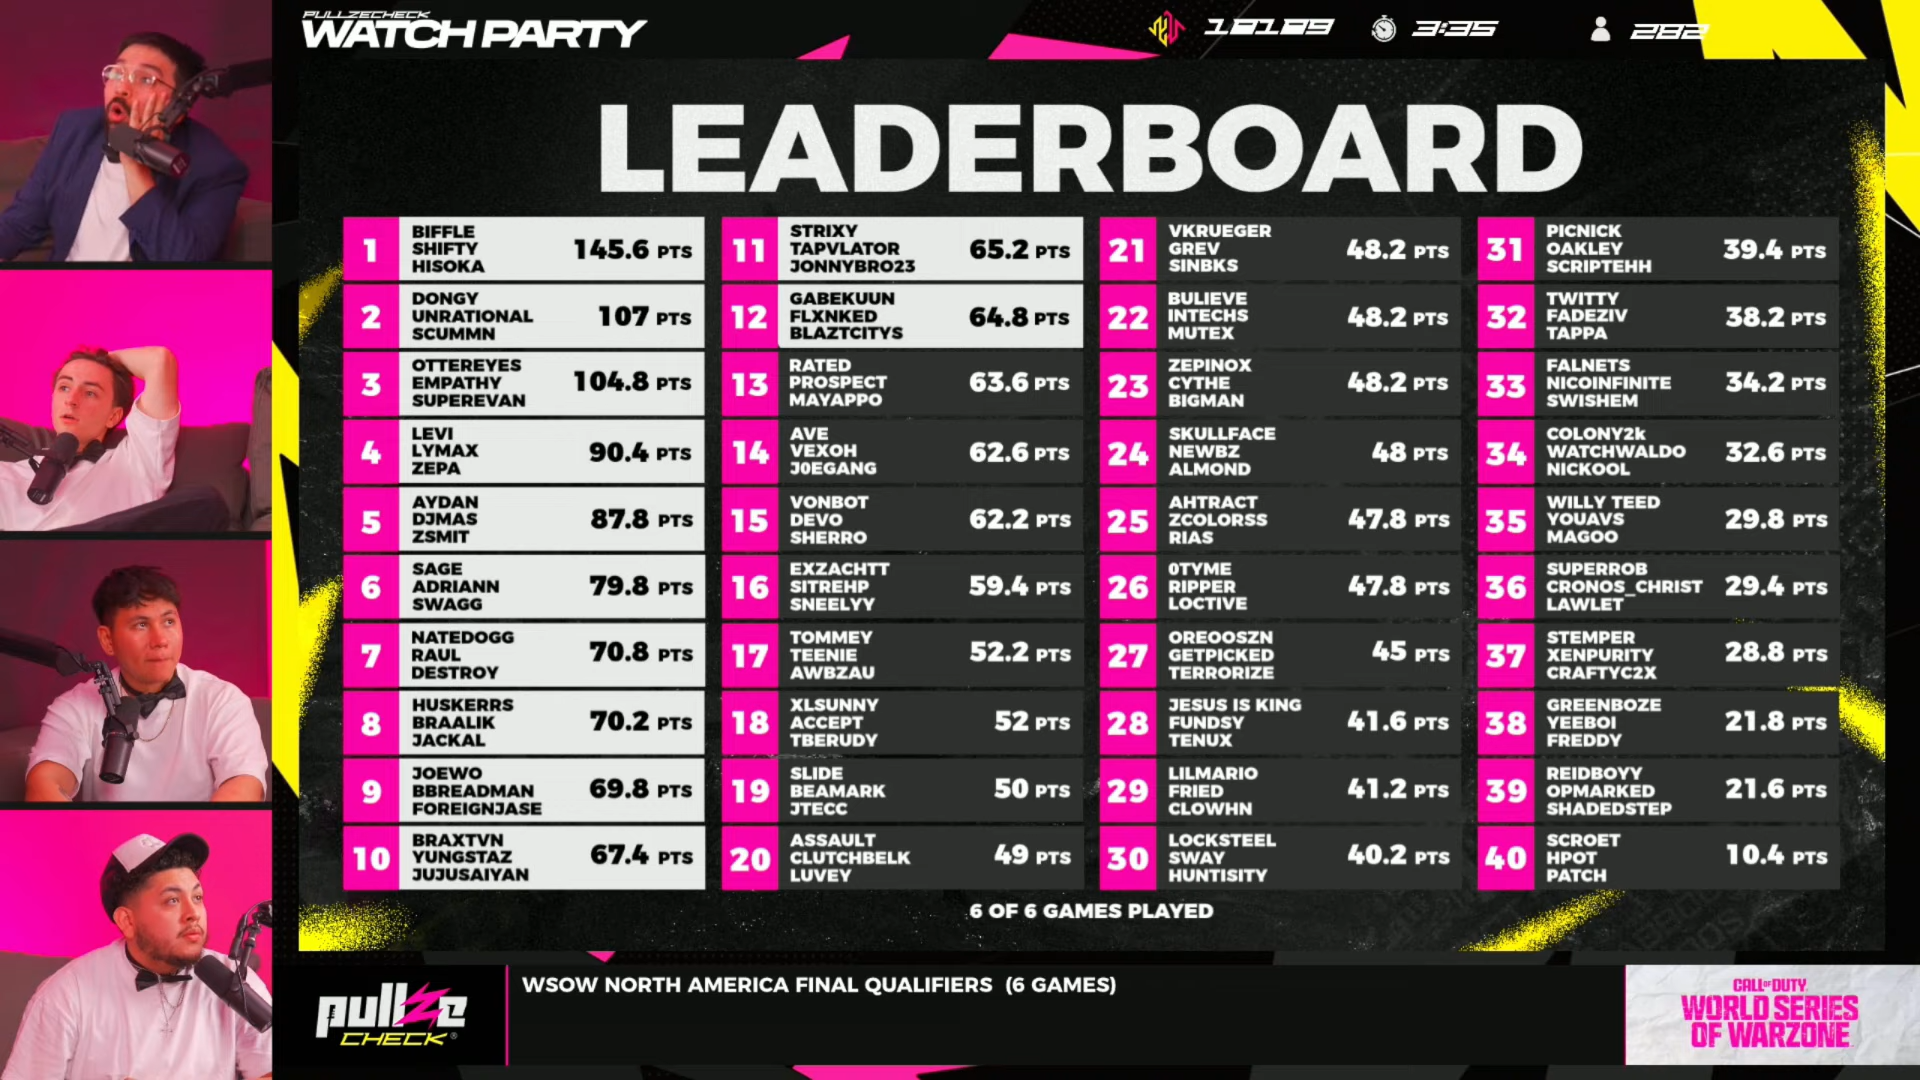 PULLZECHECK
WATCH PARTY
3:35
282
LEADERBOARD
1
BIFFLE
SHIFTY
HISOKA
145.6 PTS
2
DONGY
UNRATIONAL
SCUMMN
107 PTS
3
OTTEREYES
EMPATHY
SUPEREVAN
104.8 PTS
4
LEVI
LYMAX
ZEPA
90.4 PTS
5
AYDAN
DJMAS
ZSMIT
87.8 PTS
6
SAGE
ADRIANN
SWAGG
79.8 PTS
7
NATEDOGG
RAUL
DESTROY
70.8 PTS
8
HUSKERRS
BRAALIK
JACKAL
70.2 PTS
9
JOEWO
BBREADMAN
FOREIGNJASE
69.8 PTS
10
BRAXTVN
YUNGSTAZ
JUJUSAIYAN
67.4 PTS
11
STRIXY
TAPVLATOR
JONNYBRO23
65.2 PTS
12
GABEKUUN
FLXNKED
BLAZTCITYS
64.8 PTS
13
RATED
PROSPECT
MAYAPPO
63.6 PTS
14
AVE
VEXOH
J0EGANG
62.6 PTS
15
VONBOT
DEVO
SHERRO
62.2 PTS
16
EXZACHTT
SITREHP
SNEELYY
59.4 PTS
17
TOMMEY
TEENIE
AWBZAU
52.2 PTS
18
XLSUNNY
ACCEPT
TBERUDY
52 PTS
19
SLIDE
BEAMARK
JTECC
50 PTS
20
ASSAULT
CLUTCHBELK
LUVEY
49 PTS
21
VKRUEGER
GREV
SINBKS
48.2 PTS
22
BULIEVE
INTECHS
MUTEX
48.2 PTS
23
ZEPINOX
CYTHE
BIGMAN
48.2 PTS
24
SKULLFACE
NEWBZ
ALMOND
48 PTS
25
AHTRACT
ZCOLORSS
RIAS
47.8 PTS
26
0TYME
RIPPER
LOCTIVE
47.8 PTS
27
OREOOSZN
GETPICKED
TERRORIZE
45 PTS
28
JESUS IS KING
FUNDSY
TENUX
41.6 PTS
29
LILMARIO
FRIED
CLOWHN
41.2 PTS
30
LOCKSTEEL
SWAY
HUNTISITY
40.2 PTS
31
PICNICK
OAKLEY
SCRIPTEHH
39.4 PTS
32
TWITTY
FADEZIV
TAPPA
38.2 PTS
33
FALNETS
NICOINFINITE
SWISHEM
34.2 PTS
34
COLONY2k
WATCHWALDO
NICKOOL
32.6 PTS
35
WILLY TEED
YOUAVS
MAGOO
29.8 PTS
36
SUPERROB
CRONOS_CHRIST
LAWLET
29.4 PTS
37
STEMPER
XENPURITY
CRAFTYC2X
28.8 PTS
38
GREENBOZE
YEEBOI
FREDDY
21.8 PTS
39
REIDBOYY
OPMARKED
SHADEDSTEP
21.6 PTS
40
SCROET
HPOT
PATCH
10.4 PTS
6 OF 6 GAMES PLAYED
pullze
CHECK
WSOW NORTH AMERICA FINAL QUALIFIERS (6 GAMES)
CALL OF DUTY
WORLD SERIES
OF WARZONE